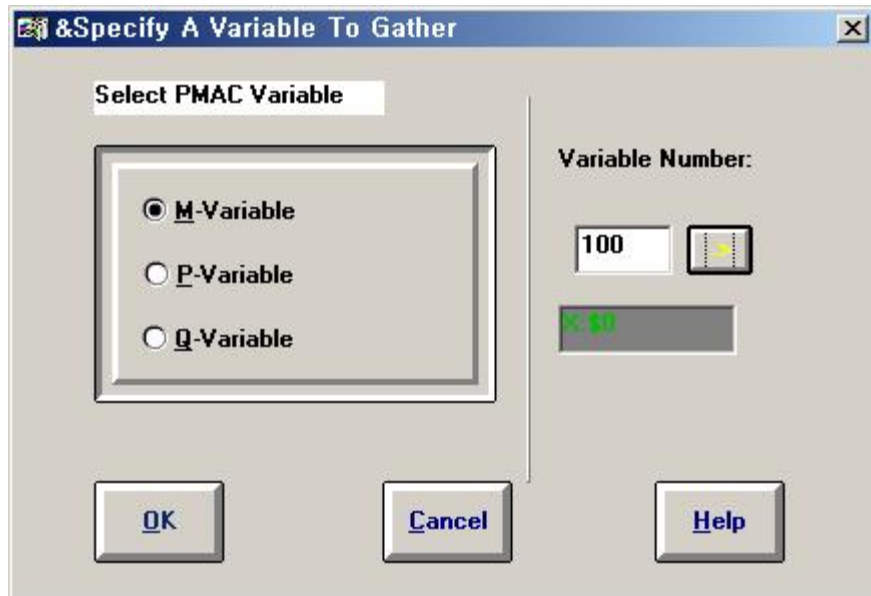 &Specify A Variable To Gather
Select PMAC Variable
M-Variable
P-Variable
Q-Variable
Variable Number:
100
>
X:$0
OK
Cancel
Help